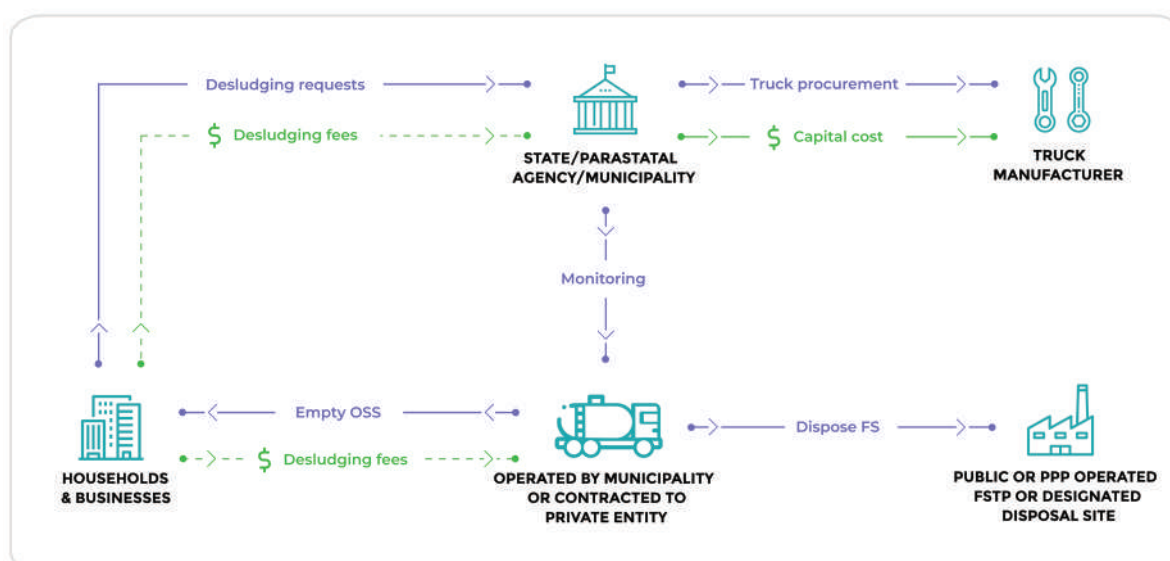 Desludging requests
Truck procurement
$ Desludging fees
$ Capital cost
STATE/PARASTATAL
AGENCY/MUNICIPALITY
TRUCK
MANUFACTURER
Monitoring
Empty OSS
Dispose FS
$ Desludging fees
HOUSEHOLDS
& BUSINESSES
OPERATED BY MUNICIPALITY
OR CONTRACTED TO
PRIVATE ENTITY
PUBLIC OR PPP OPERATED
FSTP OR DESIGNATED
DISPOSAL SITE